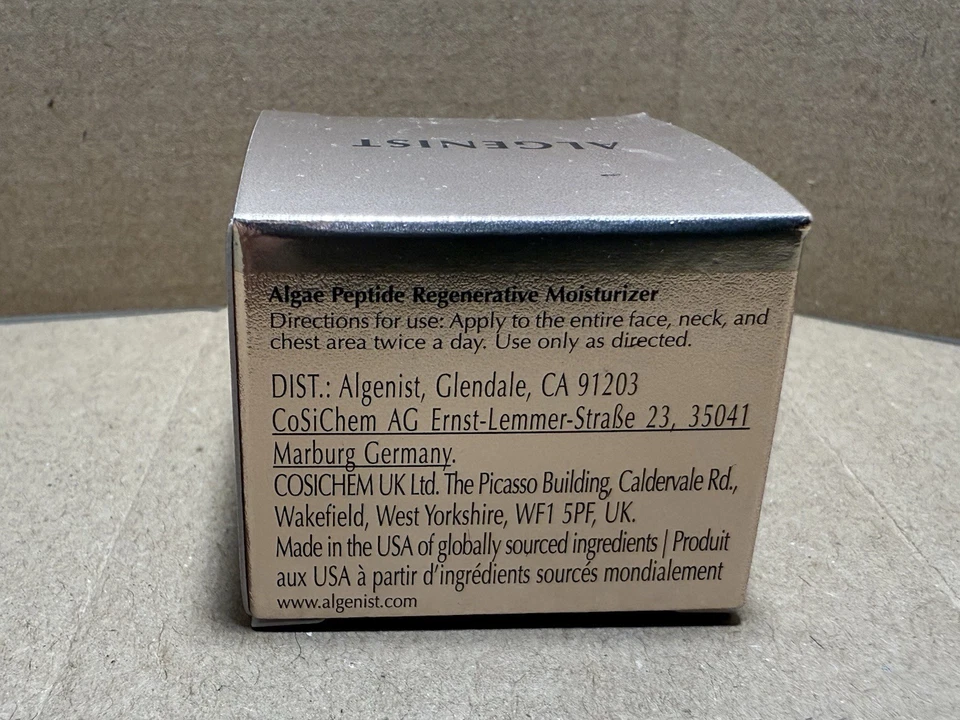 ALGENIST
Algae Peptide Regenerative Moisturizer
Directions for use: Apply to the entire face, neck, and
chest area twice a day. Use only as directed.
DIST.: Algenist, Glendale, CA 91203
CoSiChem AG Ernst-Lemmer-Straße 23, 35041
Marburg Germany.
COSICHEM UK Ltd. The Picasso Building, Caldervale Rd.,
Wakefield, West Yorkshire, WF1 5PF, UK.
Made in the USA of globally sourced ingredients | Produit
aux USA à partir d'ingrédients sourcés mondialement
www.algenist.com